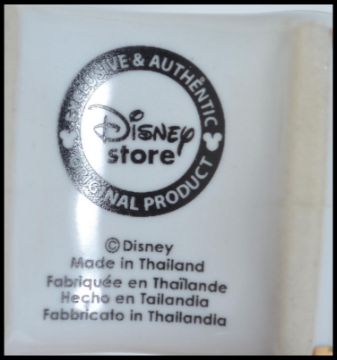 EXCLUSIVE & AUTHENTIC
Disney
store
ORIGINAL PRODUCT
©Disney
Made in Thailand
Fabriquée en Thaïlande
Hecho en Tailandia
Fabbricato in Thailandia